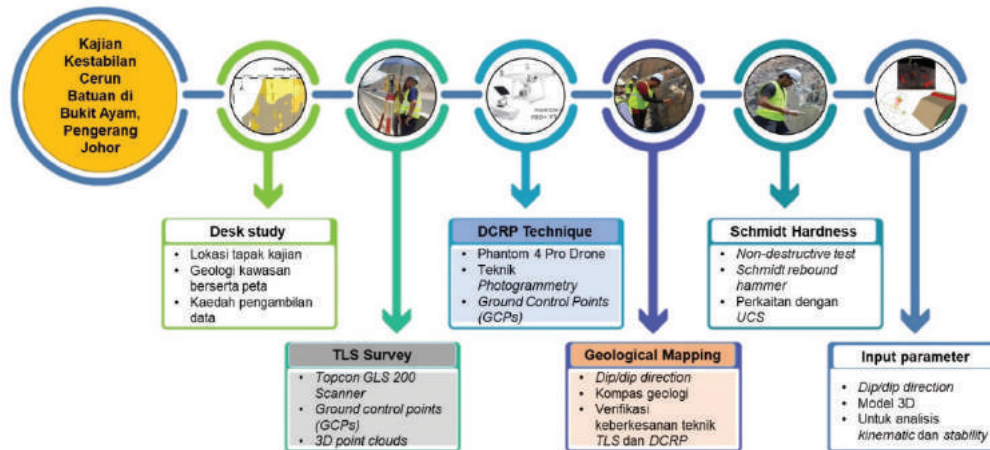 Kajian
Kestabilan
Cerun
Batuan di
Bukit Ayam,
Pengerang
Johor
Desk study
• Lokasi tapak kajian
• Geologi kawasan
berserta peta
• Kaedah pengambilan
data
TLS Survey
• Topcon GLS 200
Scanner
• Ground control points
(GCPs)
• 3D point clouds
DCRP Technique
• Phantom 4 Pro Drone
• Teknik
Photogrammetry
• Ground Control Points
(GCPs)
Geological Mapping
• Dip/dip direction
• Kompas geologi
• Verifikasi
keberkesanan teknik
TLS dan DCRP
Schmidt Hardness
• Non-destructive test
• Schmidt rebound
hammer
• Perkaitan dengan
UCS
Input parameter
• Dip/dip direction
• Model 3D
• Untuk analisis
kinematic dan stability